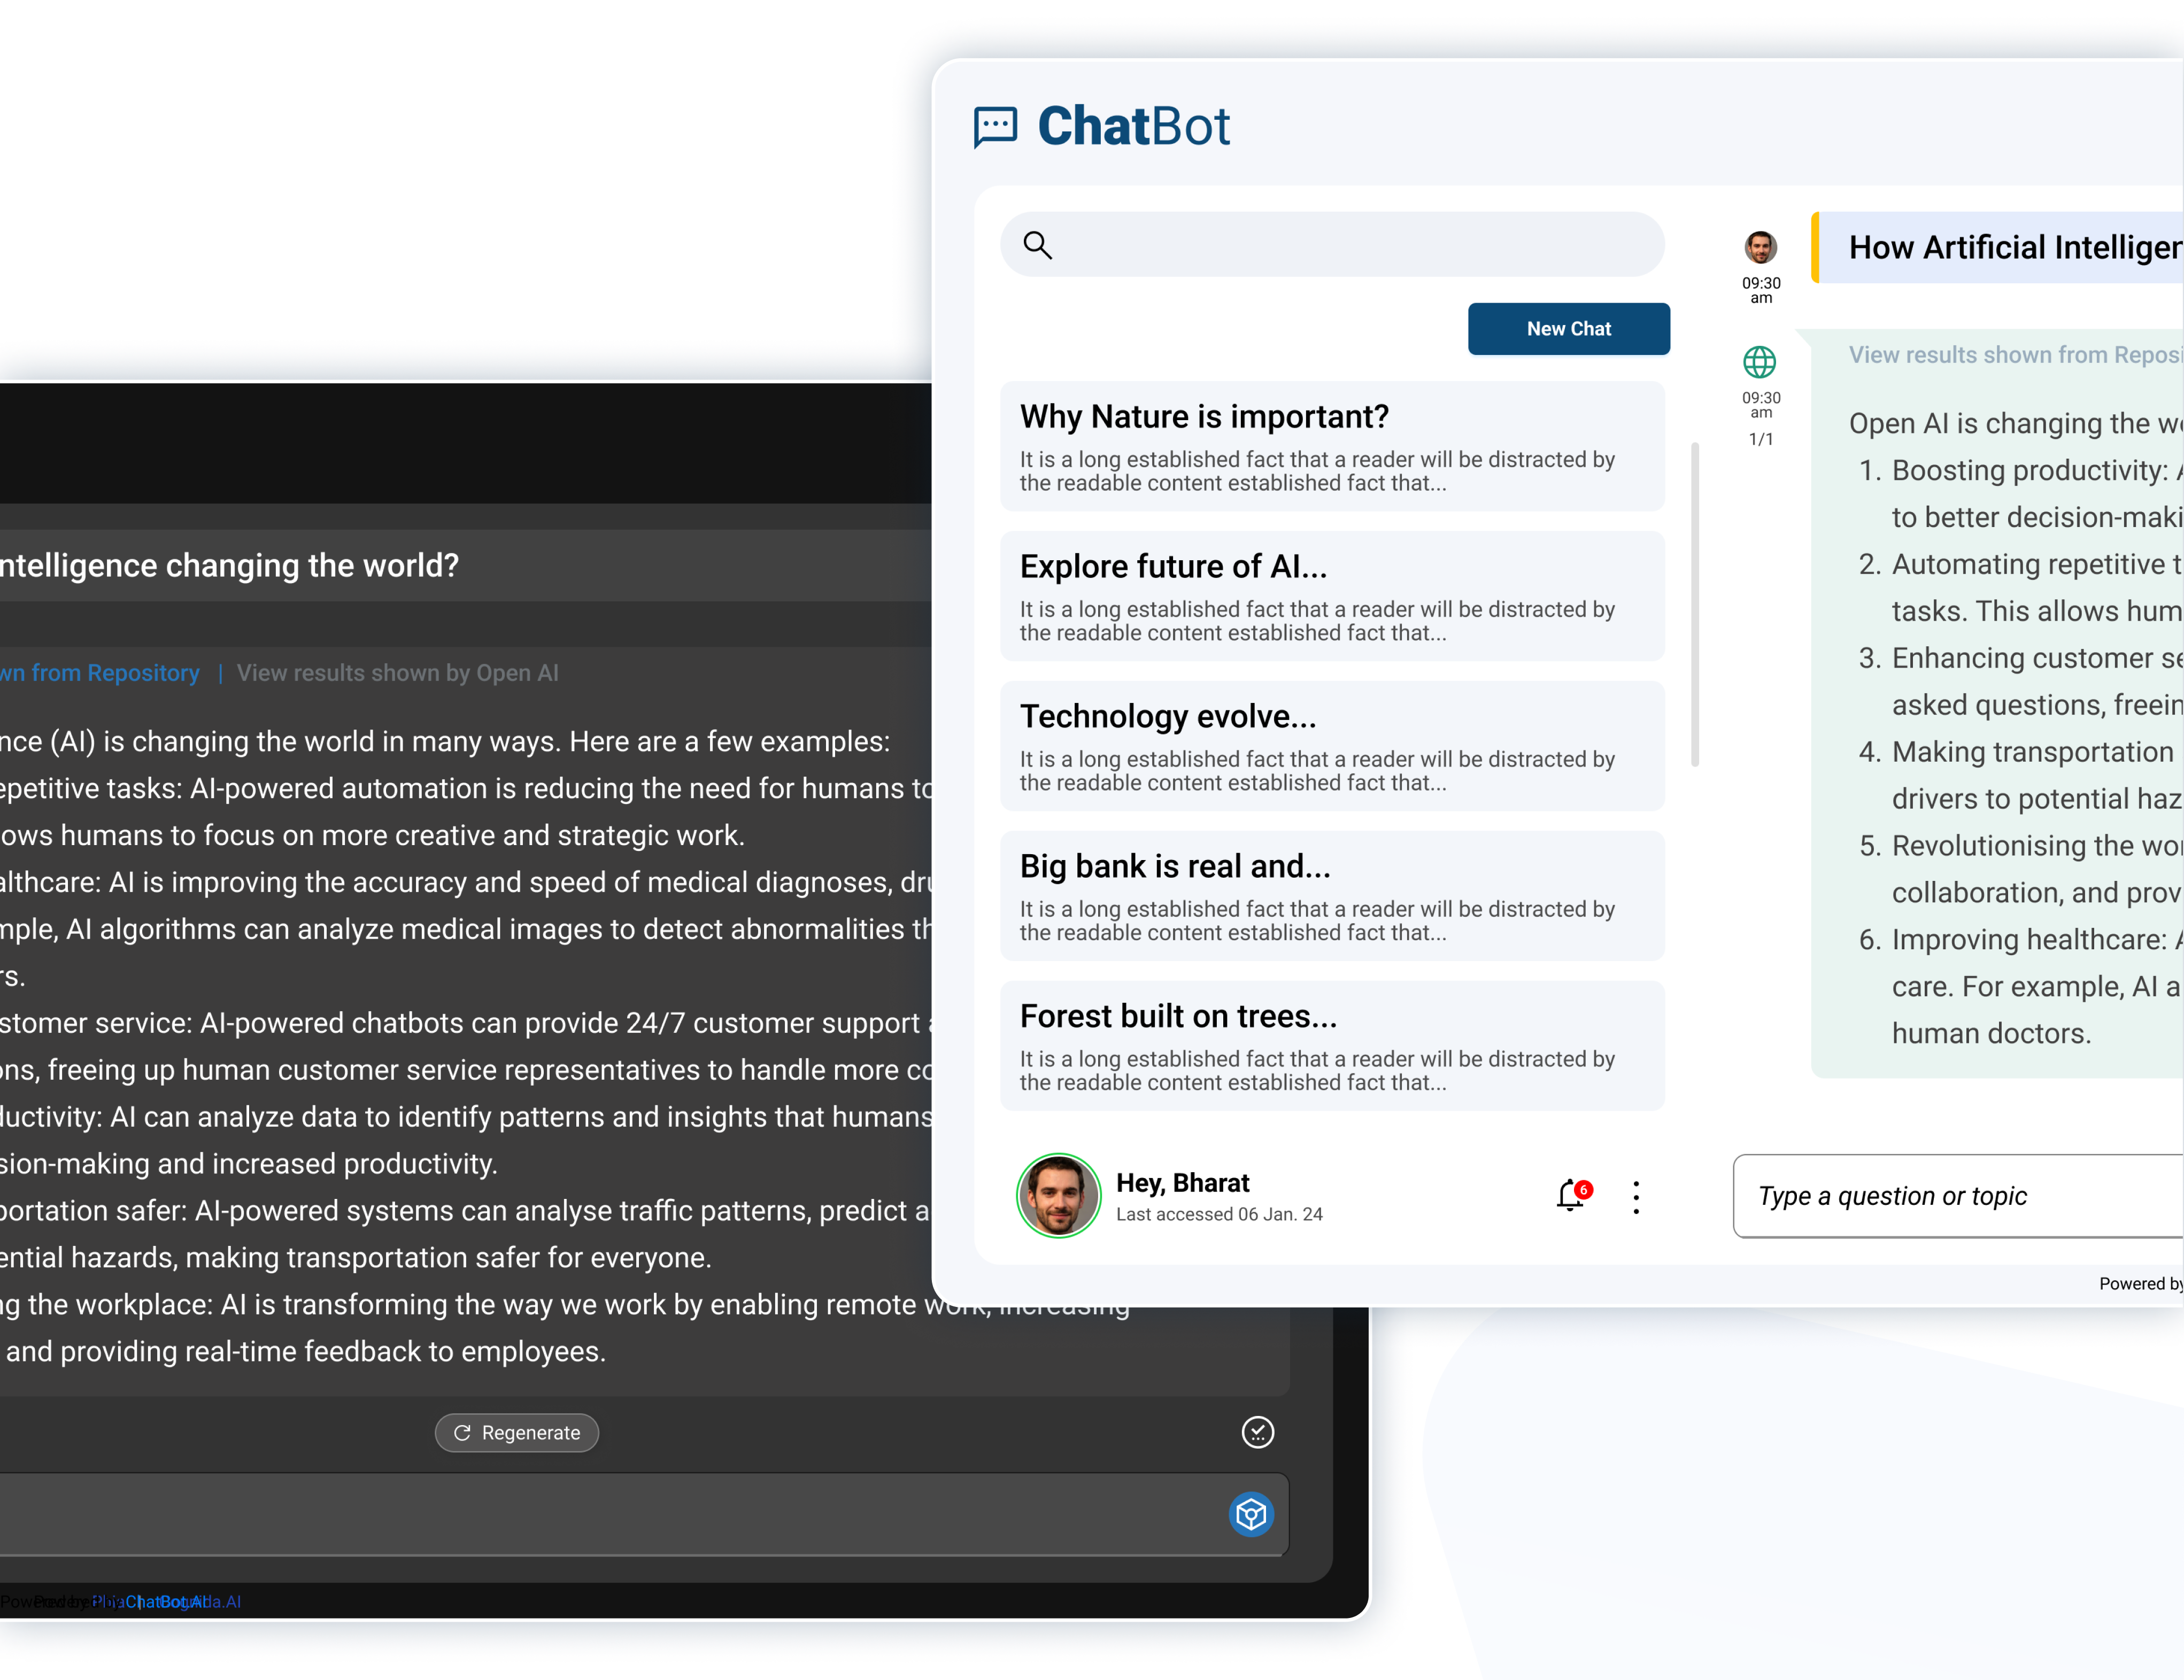 ChatBot
New Chat
Why Nature is important?
It is a long established fact that a reader will be distracted by
the readable content established fact that...
Explore future of AI...
It is a long established fact that a reader will be distracted by
the readable content established fact that...
Technology evolve...
It is a long established fact that a reader will be distracted by
the readable content established fact that...
Big bank is real and...
It is a long established fact that a reader will be distracted by
the readable content established fact that...
Forest built on trees...
It is a long established fact that a reader will be distracted by
the readable content established fact that...
Hey, Bharat
Last accessed 06 Jan. 24
6
09:30
am
How Artificial Intelligen
09:30
am
1/1
View results shown from Reposi
Open AI is changing the w
1. Boosting productivity:
to better decision-maki
2. Automating repetitive t
tasks. This allows hum
3. Enhancing customer se
asked questions, freein
4. Making transportation
drivers to potential haz
5. Revolutionising the wor
collaboration, and prov
6. Improving healthcare:
care. For example, AI a
human doctors.
Type a question or topic
Powered by
ntelligence changing the world?
wn from Repository | View results shown by Open AI
nce (AI) is changing the world in many ways. Here are a few examples:
epetitive tasks: AI-powered automation is reducing the need for humans to
ows humans to focus on more creative and strategic work.
althcare: AI is improving the accuracy and speed of medical diagnoses, dru
mple, AI algorithms can analyze medical images to detect abnormalities th
rs.
stomer service: AI-powered chatbots can provide 24/7 customer support
ons, freeing up human customer service representatives to handle more co
ductivity: AI can analyze data to identify patterns and insights that humans
sion-making and increased productivity.
portation safer: AI-powered systems can analyse traffic patterns, predict a
ential hazards, making transportation safer for everyone.
ng the workplace: AI is transforming the way we work by enabling remote work, increasing
and providing real-time feedback to employees.
Regenerate